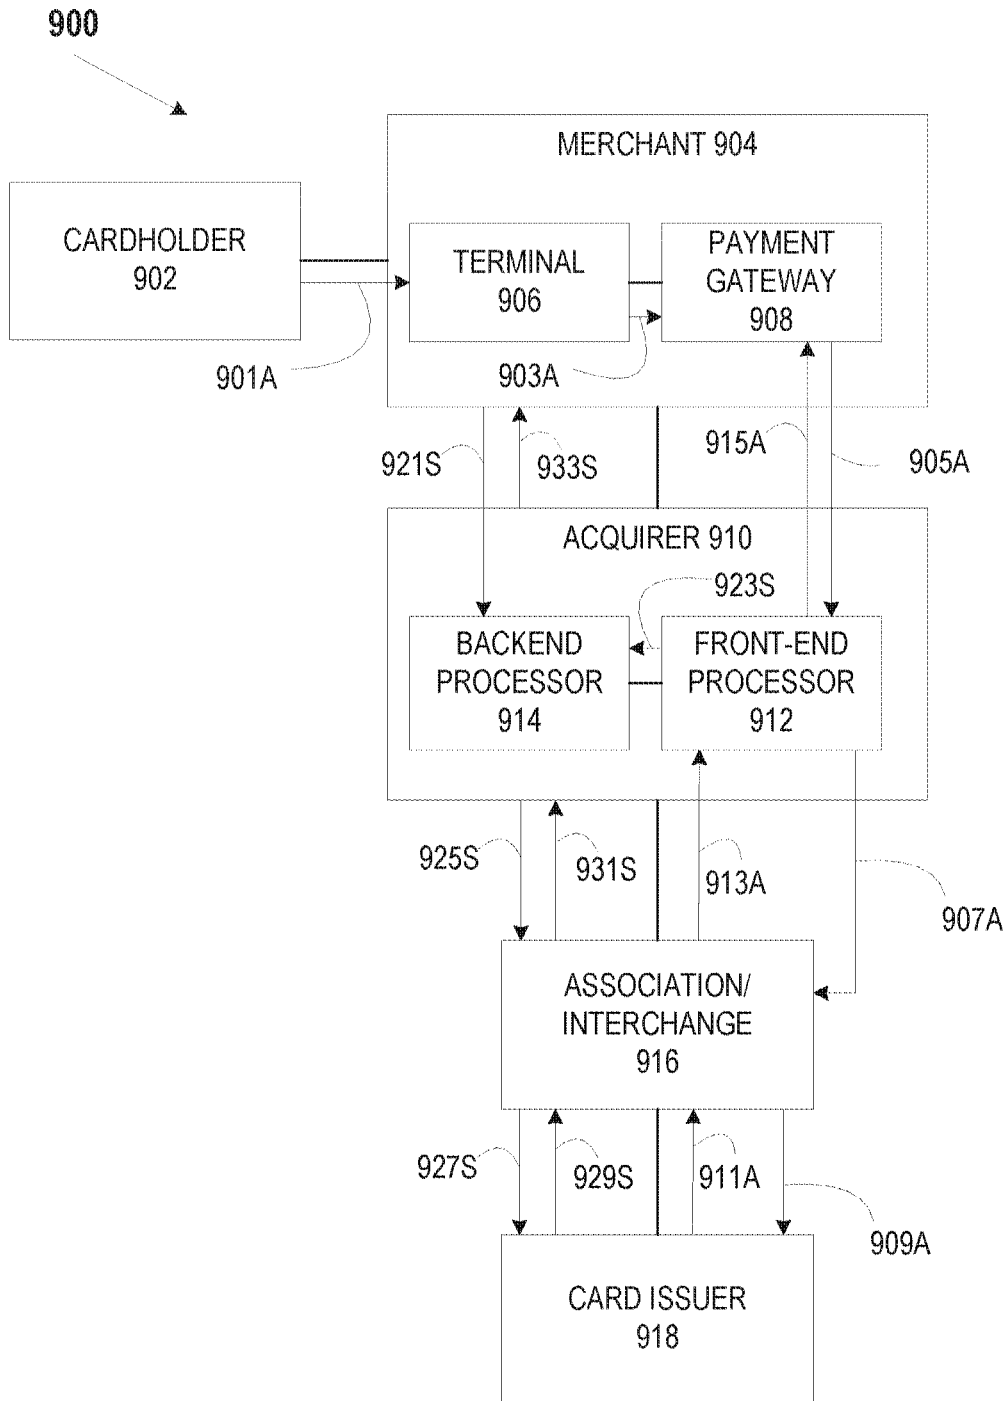 900
MERCHANT 904
CARDHOLDER
902
TERMINAL
906
PAYMENT
GATEWAY
908
901A
903A
921S
933S
915A
905A
ACQUIRER 910
923S
BACKEND
PROCESSOR
914
FRONT-END
PROCESSOR
912
925S
931S
913A
907A
ASSOCIATION/
INTERCHANGE
916
927S
929S
911A
909A
CARD ISSUER
918